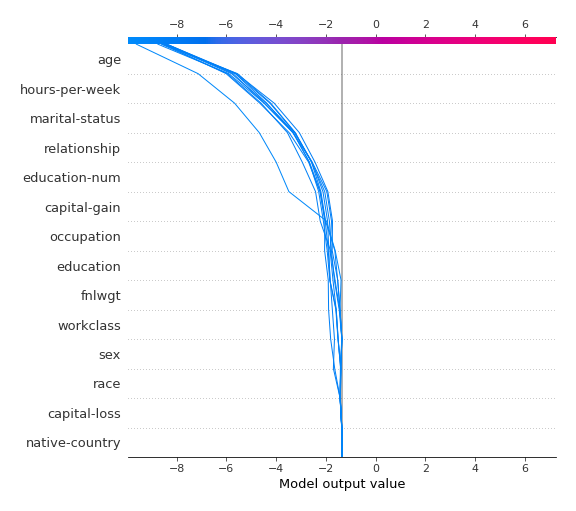 −8 −6 −4 −2 0 2 4 6
age
hours-per-week
marital-status
relationship
education-num
capital-gain
occupation
education
fnlwgt
workclass
sex
race
capital-loss
native-country
−8 −6 −4 −2 0 2 4 6
Model output value